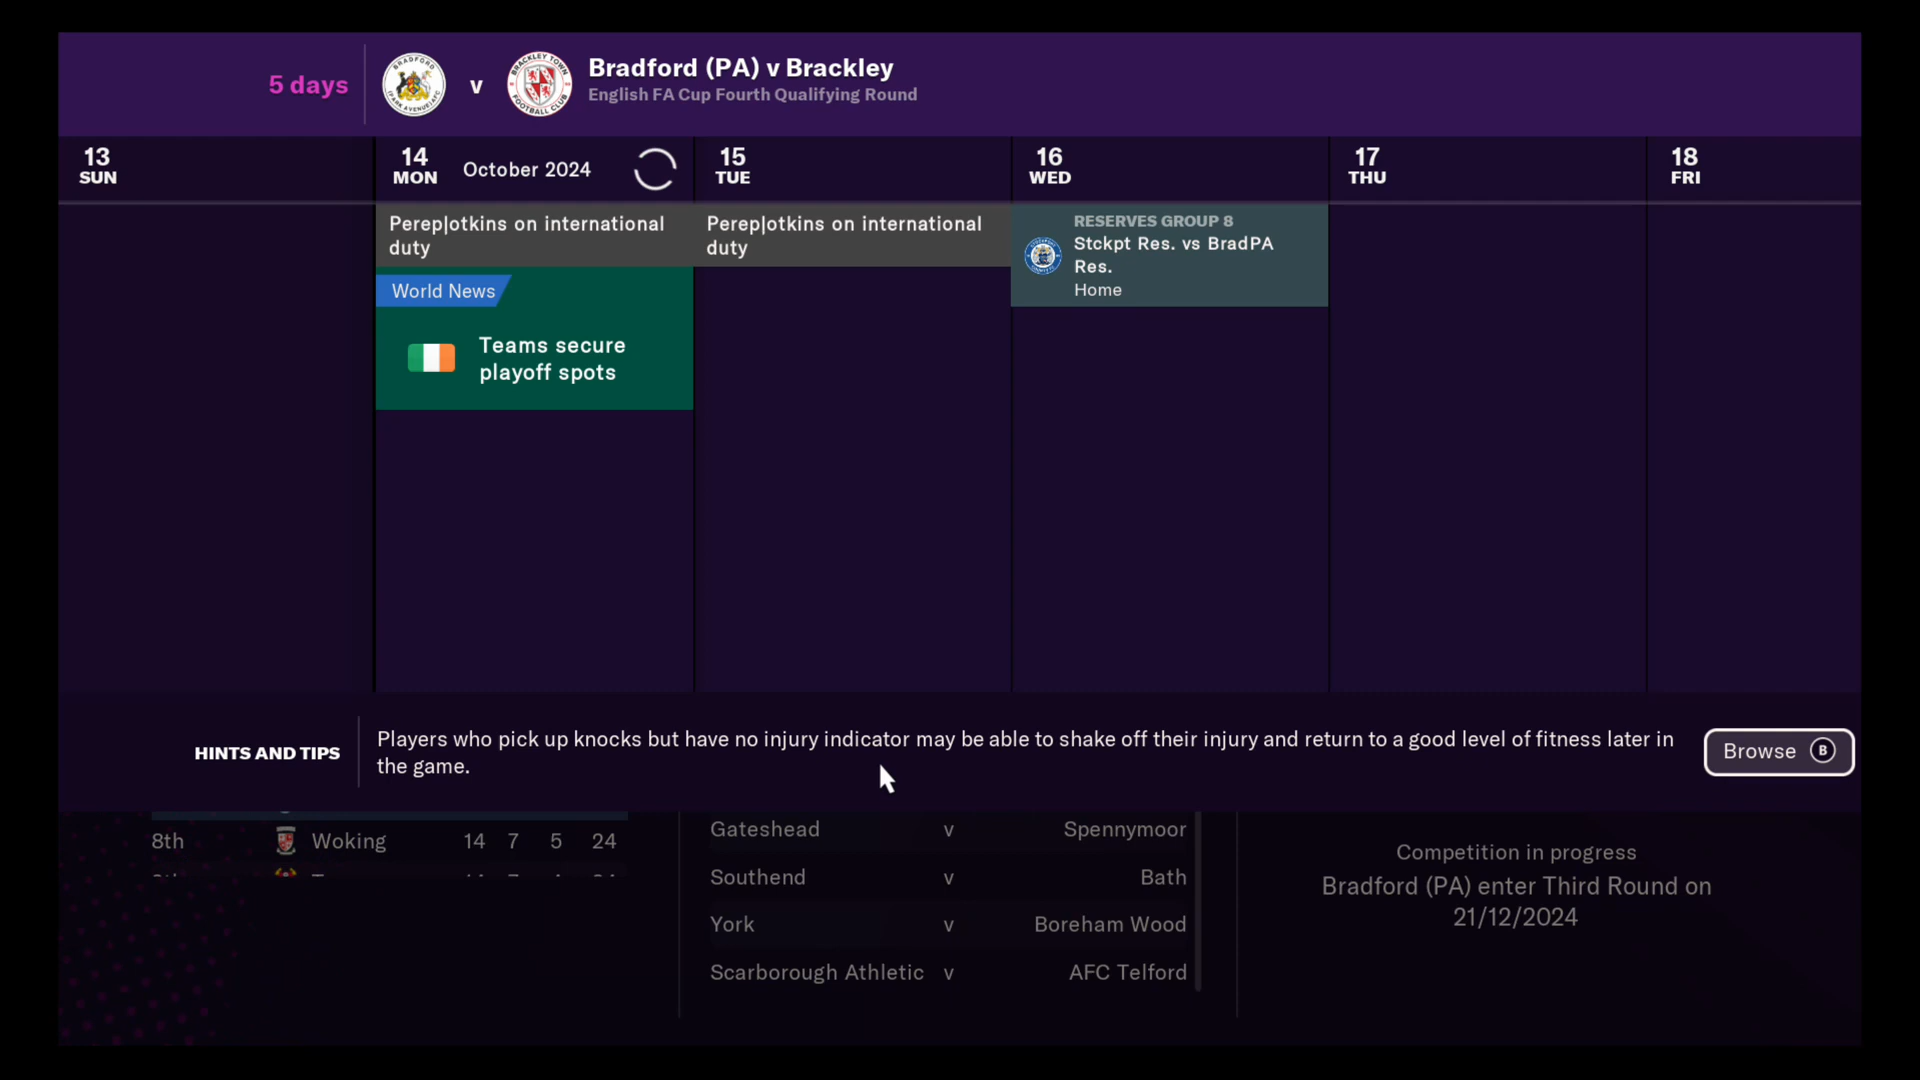 5 days
v
Bradford (PA) v Brackley
English FA Cup Fourth Qualifying Round
13
SUN
14
MON
October 2024
15
TUE
16
WED
17
THU
18
FRI
Perep|otkins on international
duty
Perep|otkins on international
duty
RESERVES GROUP 8
Stckpt Res. vs BradPA
Res.
Home
World News
Teams secure
playoff spots
HINTS AND TIPS
Players who pick up knocks but have no injury indicator may be able to shake off their injury and return to a good level of fitness later in
the game.
Browse B
8th Woking 14 7 5 24
Gateshead v Spennymoor
Southend v Bath
York v Boreham Wood
Scarborough Athletic v AFC Telford
Competition in progress
Bradford (PA) enter Third Round on
21/12/2024